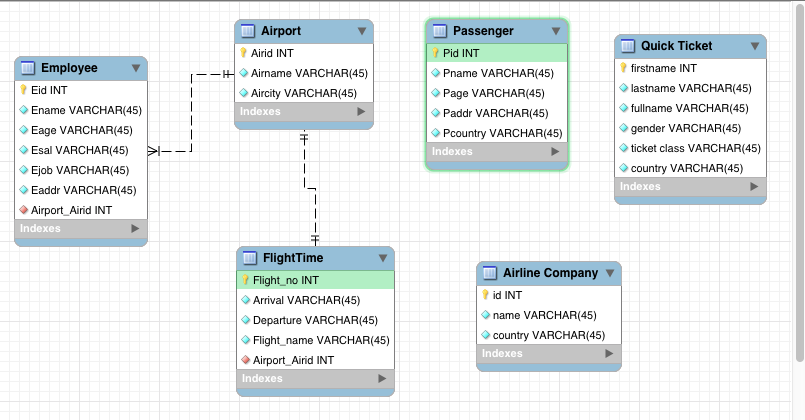 Employee
Eid INT
Ename VARCHAR(45)
Eage VARCHAR(45)
Esal VARCHAR(45)
Ejob VARCHAR(45)
Eaddr VARCHAR(45)
Airport_Airid INT
Indexes
Airport
Airid INT
Airname VARCHAR(45)
Aircity VARCHAR(45)
Indexes
Passenger
Pid INT
Pname VARCHAR(45)
Page VARCHAR(45)
Paddr VARCHAR(45)
Pcountry VARCHAR(45)
Indexes
Quick Ticket
firstname INT
lastname VARCHAR(45)
fullname VARCHAR(45)
gender VARCHAR(45)
ticket class VARCHAR(45)
country VARCHAR(45)
Indexes
FlightTime
Flight_no INT
Arrival VARCHAR(45)
Departure VARCHAR(45)
Flight_name VARCHAR(45)
Airport_Airid INT
Indexes
Airline Company
id INT
name VARCHAR(45)
country VARCHAR(45)
Indexes